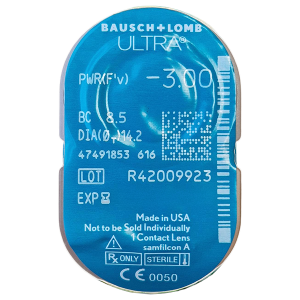 BAUSCH+LOMB
ULTRA®
PWR(F'v) -3.00
BC 8.5
DIA(Ø_T)14.2
47491853 616
LOT R42009923
EXP
Made in USA
Not to be Sold Individually
1 Contact Lens
samfilcon A
Rx ONLY STERILE
CE 0050